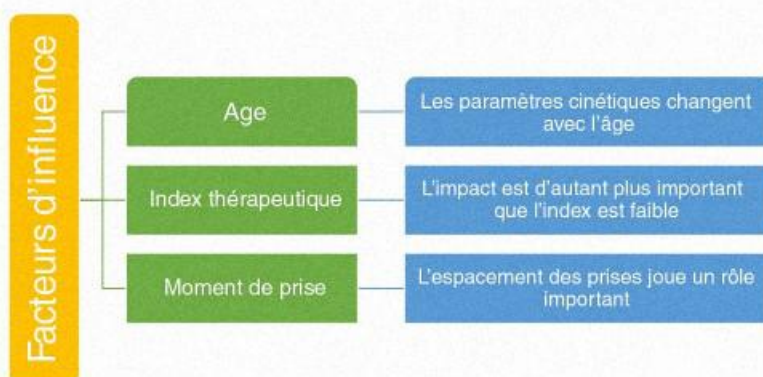 Facteurs d'influence
Age
Les paramètres cinétiques changent
avec l'âge
Index thérapeutique
L'impact est d'autant plus important
que l'index est faible
Moment de prise
L'espacement des prises joue un rôle
important